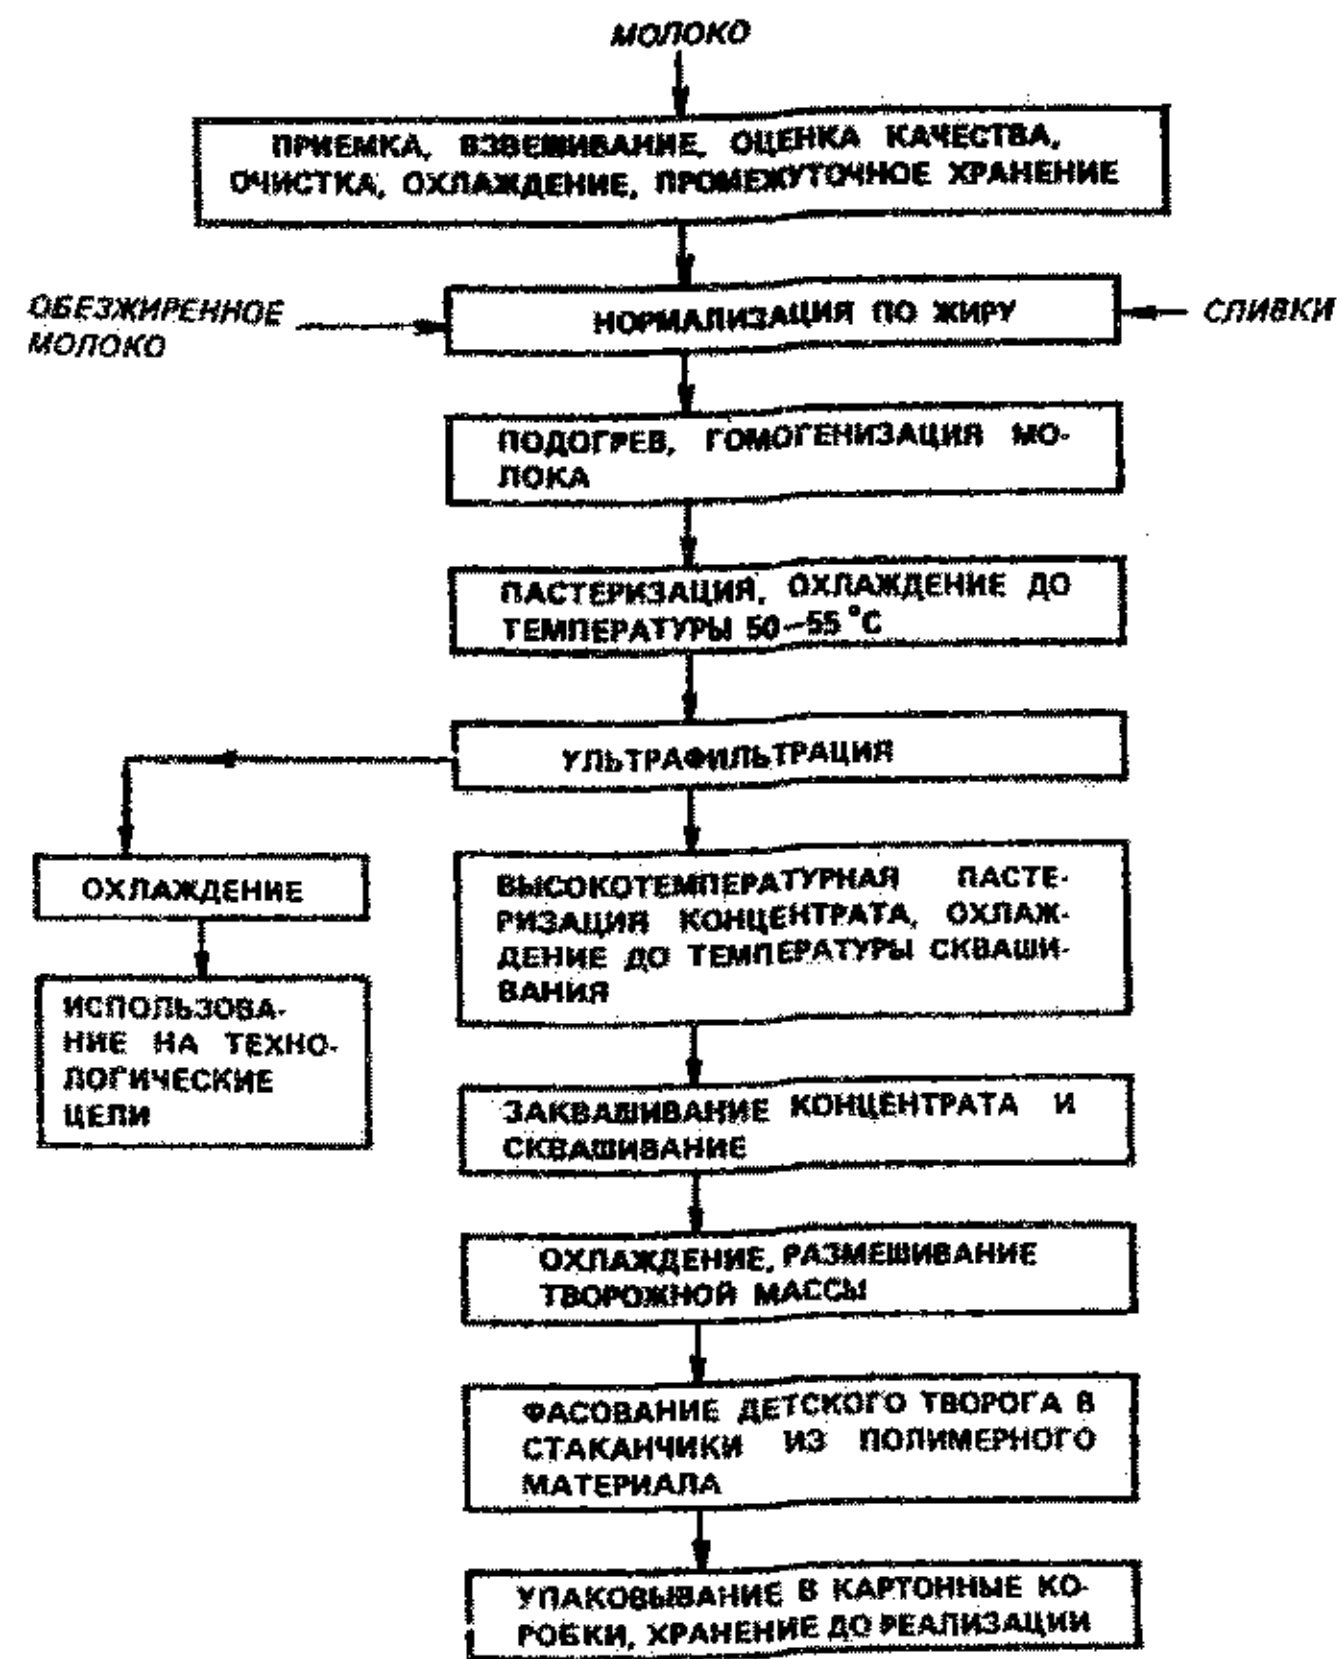 МОЛОКО
ПРИЕМКА, ВЗВЕШИВАНИЕ, ОЦЕНКА КАЧЕСТВА,
ОЧИСТКА, ОХЛАЖДЕНИЕ, ПРОМЕЖУТОЧНОЕ ХРАНЕНИЕ
ОБЕЗЖИРЕННОЕ
МОЛОКО
НОРМАЛИЗАЦИЯ ПО ЖИРУ
СЛИВКИ
ПОДОГРЕВ, ГОМОГЕНИЗАЦИЯ МО-
ЛОКА
ПАСТЕРИЗАЦИЯ, ОХЛАЖДЕНИЕ ДО
ТЕМПЕРАТУРЫ 50–55 °С
УЛЬТРАФИЛЬТРАЦИЯ
ОХЛАЖДЕНИЕ
ИСПОЛЬЗОВА-
НИЕ НА ТЕХНО-
ЛОГИЧЕСКИЕ
ЦЕЛИ
ВЫСОКОТЕМПЕРАТУРНАЯ ПАСТЕ-
РИЗАЦИЯ КОНЦЕНТРАТА, ОХЛАЖ-
ДЕНИЕ ДО ТЕМПЕРАТУРЫ СКВАШИ-
ВАНИЯ
ЗАКВАШИВАНИЕ КОНЦЕНТРАТА И
СКВАШИВАНИЕ
ОХЛАЖДЕНИЕ, РАЗМЕШИВАНИЕ
ТВОРОЖНОЙ МАССЫ
ФАСОВАНИЕ ДЕТСКОГО ТВОРОГА В
СТАКАНЧИКИ ИЗ ПОЛИМЕРНОГО
МАТЕРИАЛА
УПАКОВЫВАНИЕ В КАРТОННЫЕ КО-
РОБКИ, ХРАНЕНИЕ ДО РЕАЛИЗАЦИИ